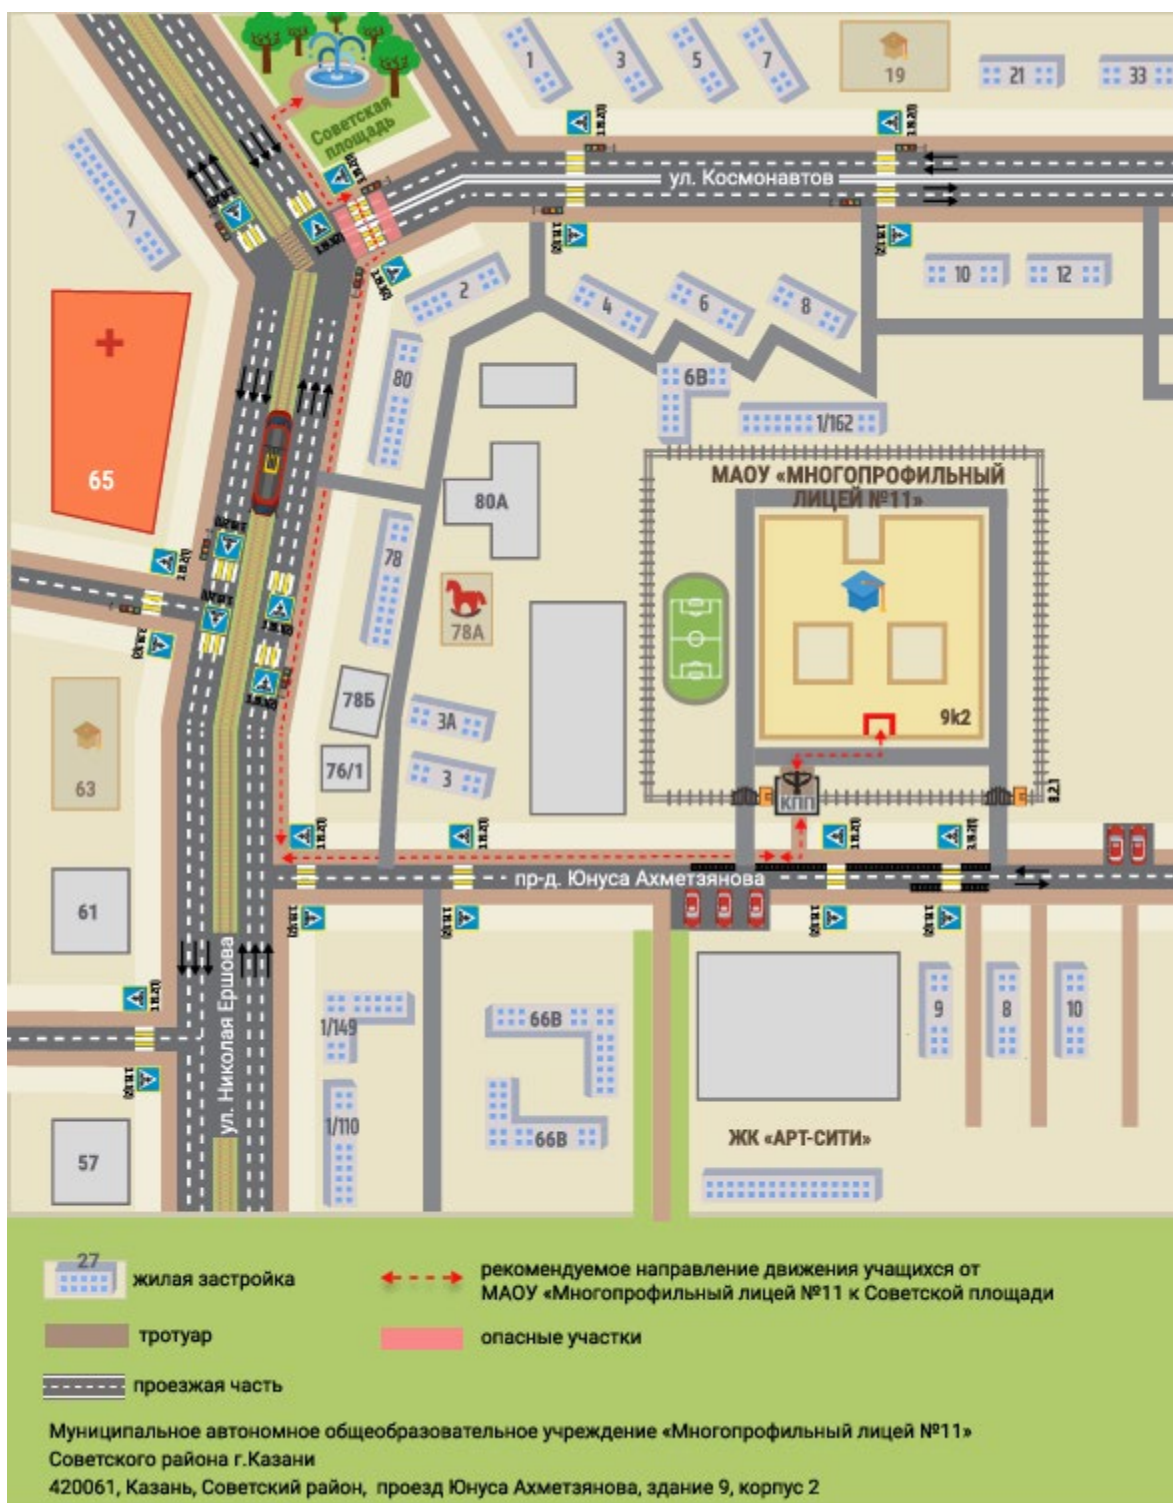 1
3
5
7
19
21
33
Советская
площадь
ул. Космонавтов
7
2
4
6
8
10
12
80
6В
1/162
65
80А
МАОУ «МНОГОПРОФИЛЬНЫЙ
ЛИЦЕЙ №11»
78
78А
78Б
3А
3
76/1
63
9к2
КПП
8.2.1
пр-д. Юнуса Ахметзянова
61
ул. Николая Ершова
1/149
66В
9
8
10
1/110
66В
57
ЖК «АРТ-СИТИ»
27
жилая застройка
рекомендуемое направление движения учащихся от
МАОУ «Многопрофильный лицей №11 к Советской площади
тротуар
опасные участки
проезжая часть
Муниципальное автономное общеобразовательное учреждение «Многопрофильный лицей №11»
Советского района г.Казани
420061, Казань, Советский район, проезд Юнуса Ахметзянова, здание 9, корпус 2